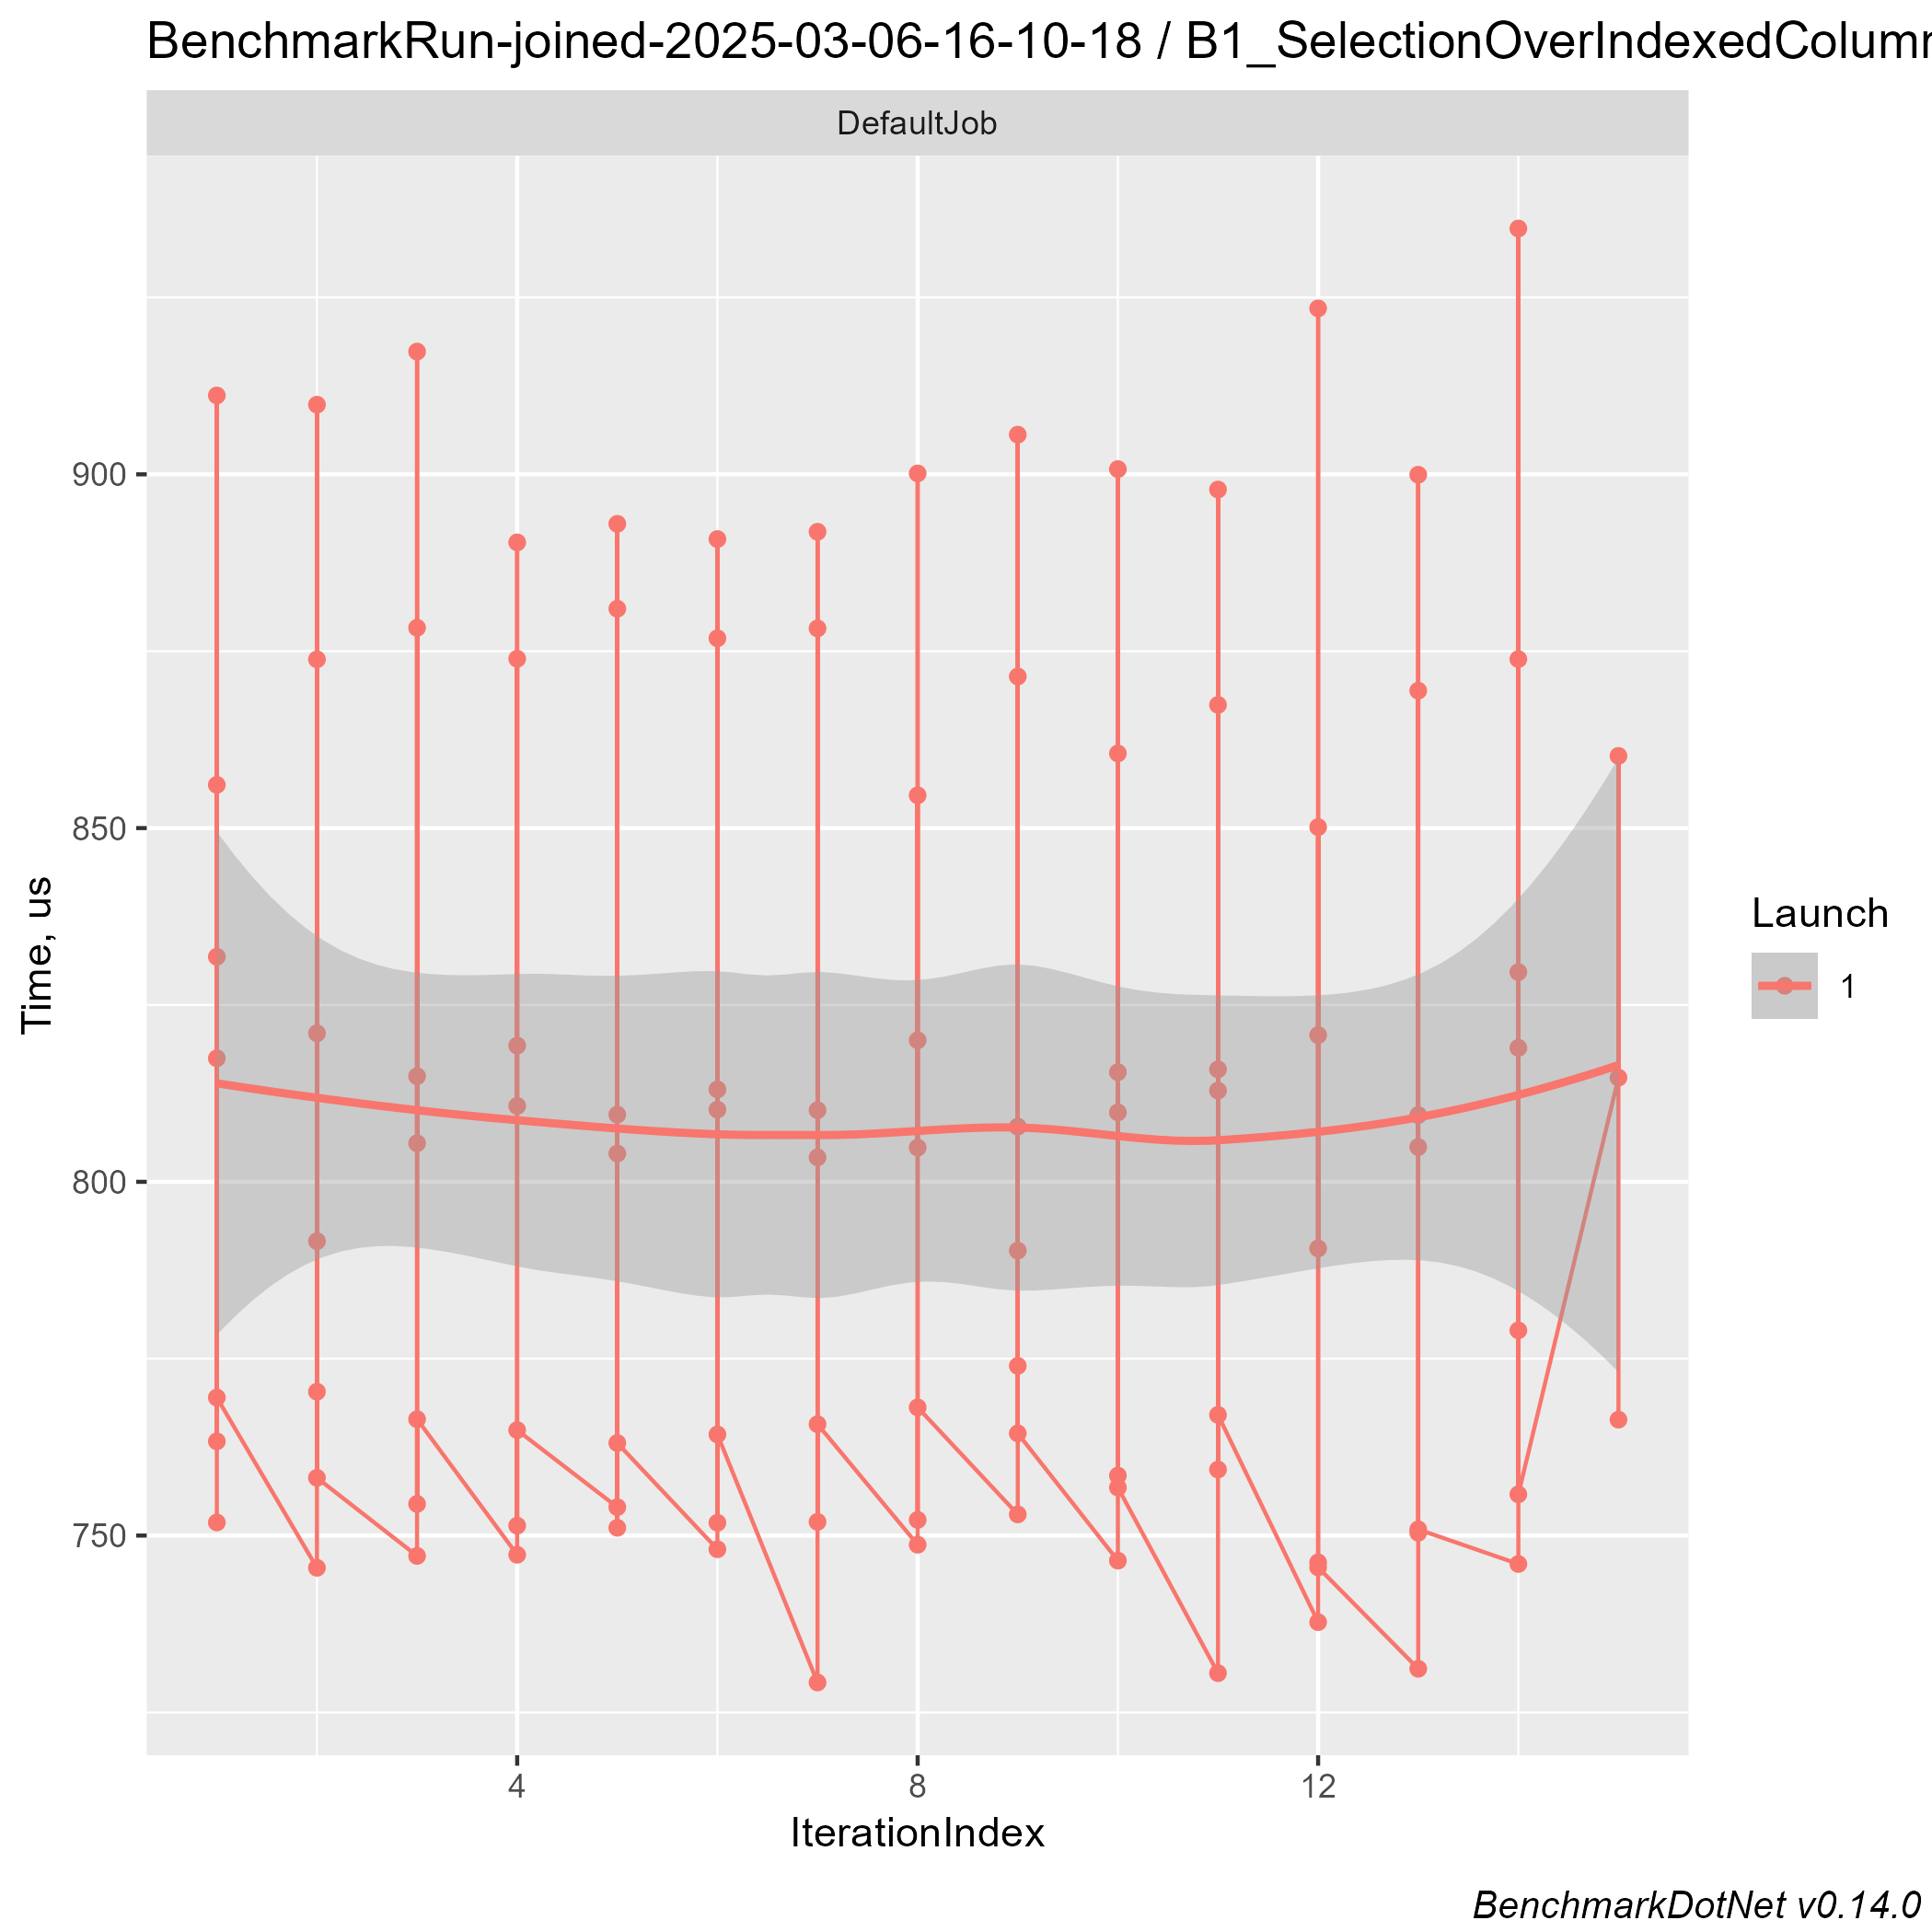 BenchmarkRun-joined-2025-03-06-16-10-18 / B1_SelectionOverIndexedColumn
DefaultJob
900
850
800
750
Time, us
4
8
12
IterationIndex
Launch
1
BenchmarkDotNet v0.14.0